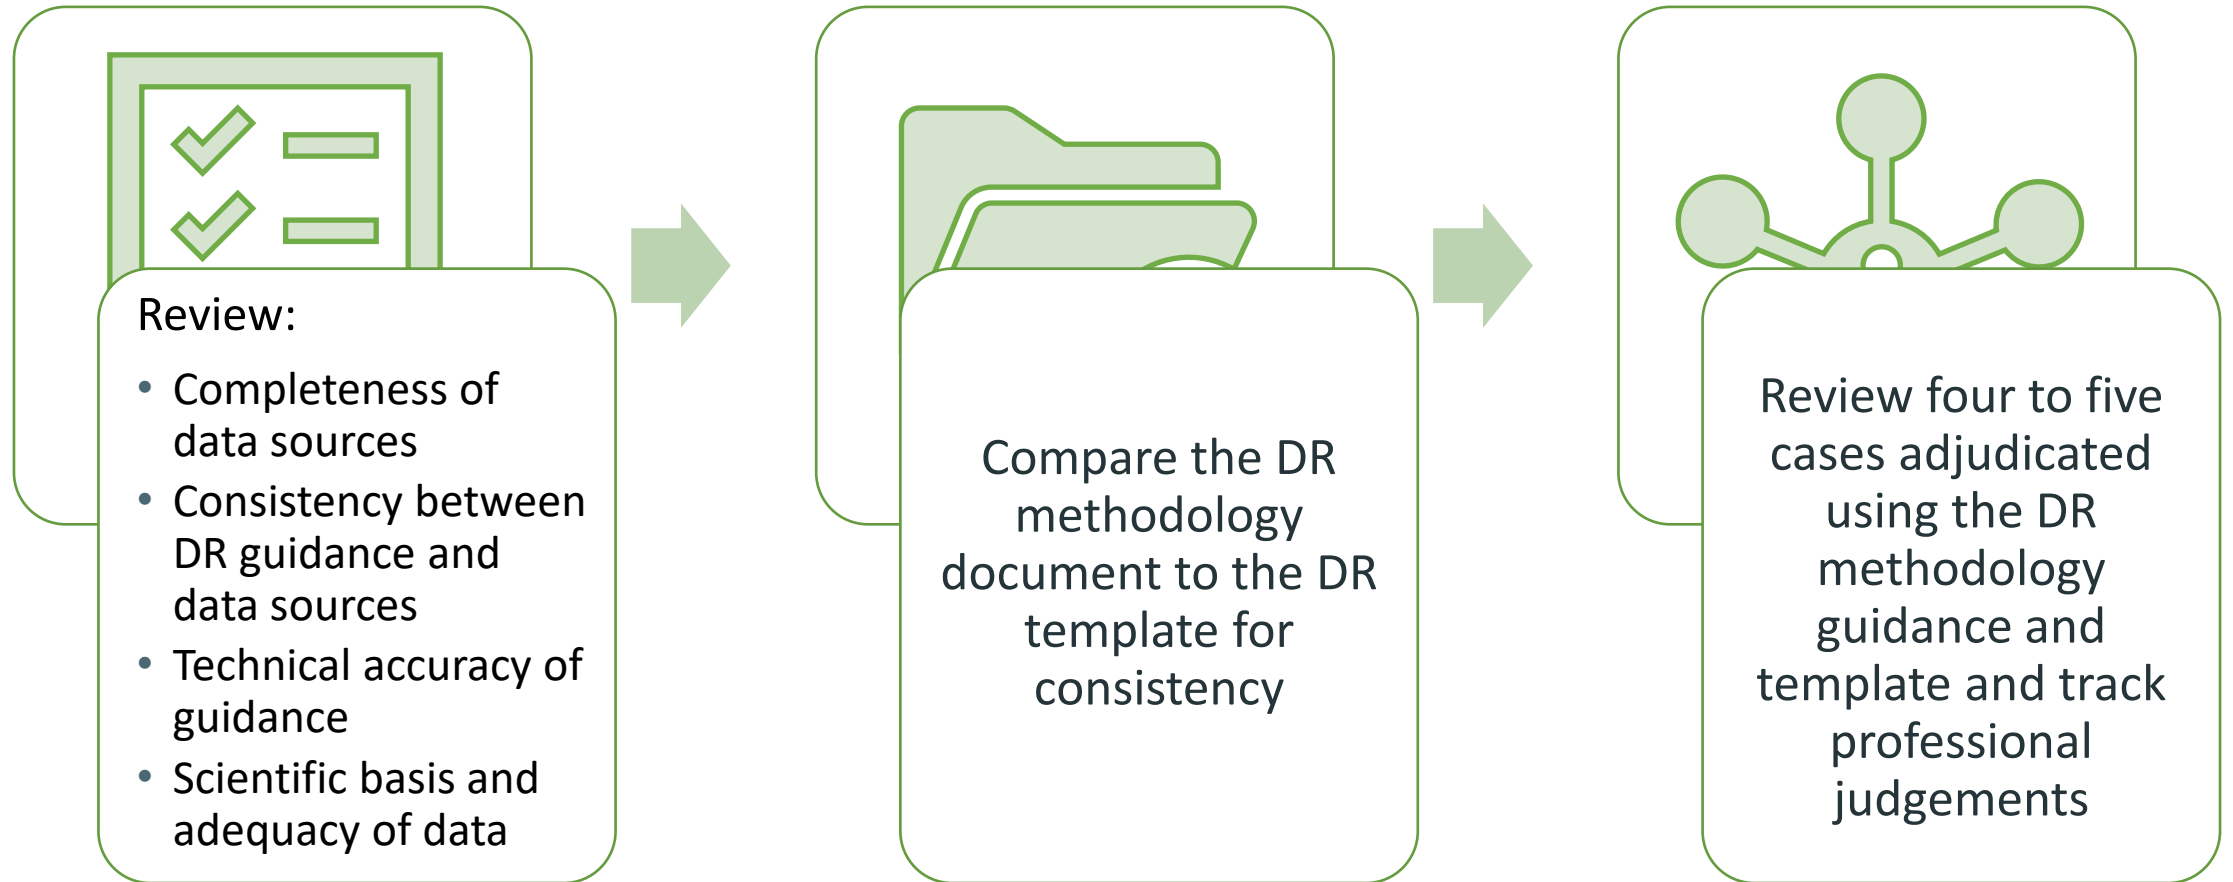 Review:
• Completeness of
data sources
• Consistency between
DR guidance and
data sources
• Technical accuracy of
guidance
• Scientific basis and
adequacy of data
Compare the DR
methodology
document to the DR
template for
consistency
Review four to five
cases adjudicated
using the DR
methodology
guidance and
template and track
professional
judgements